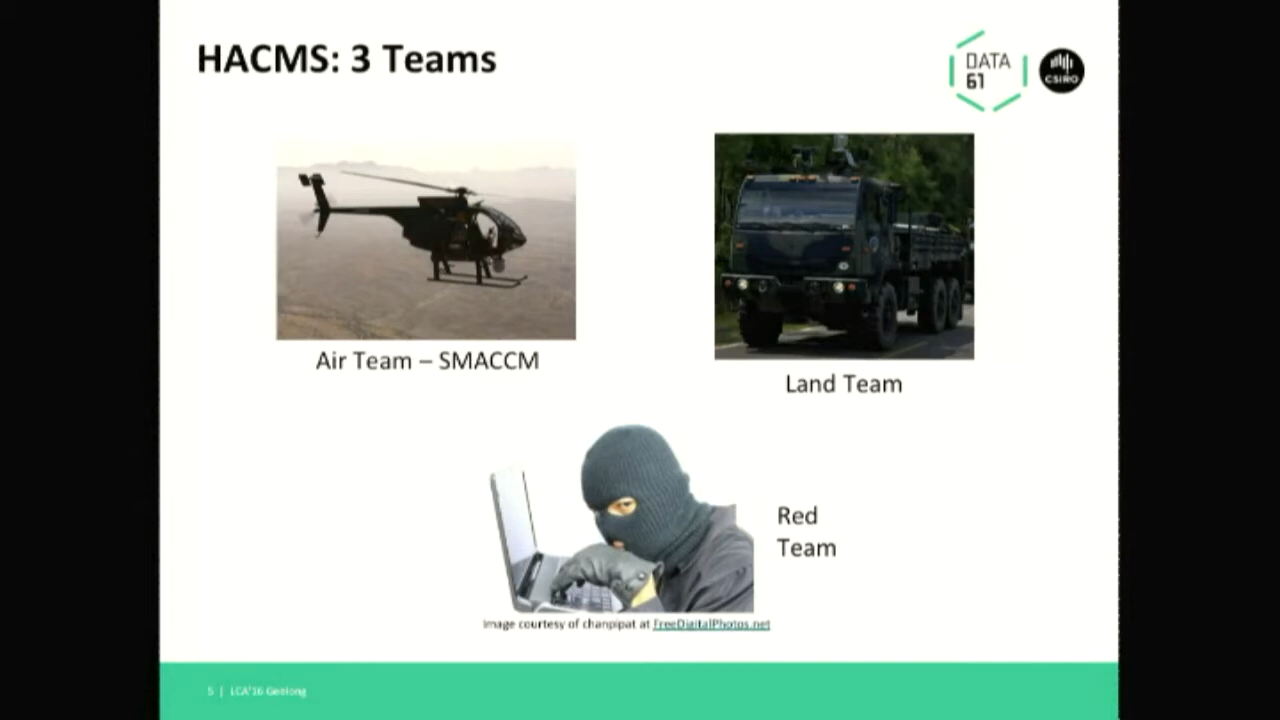 HACMS: 3 Teams
DATA
61
CSIRO
Air Team – SMACCM
Land Team
Red
Team
Image courtesy of chanpipat at FreeDigitalPhotos.net
5 | LCA'16 Geelong